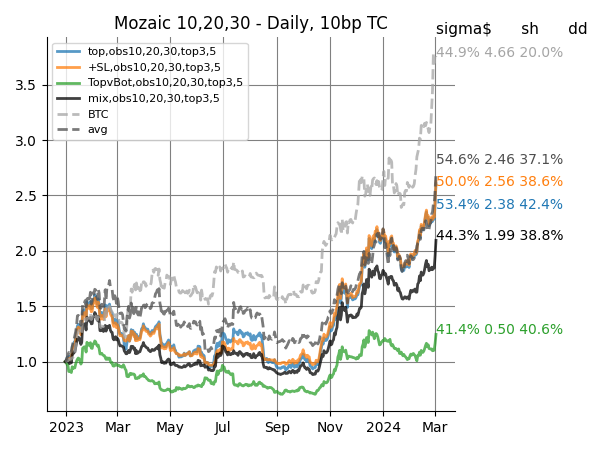 Mozaic 10,20,30 - Daily, 10bp TC
sigma$ sh dd
top,obs10,20,30,top3,5
+SL,obs10,20,30,top3,5
TopvBot,obs10,20,30,top3,5
mix,obs10,20,30,top3,5
BTC
avg
44.9% 4.66 20.0%
54.6% 2.46 37.1%
50.0% 2.56 38.6%
53.4% 2.38 42.4%
44.3% 1.99 38.8%
41.4% 0.50 40.6%
3.5
3.0
2.5
2.0
1.5
1.0
2023 Mar May Jul Sep Nov 2024 Mar